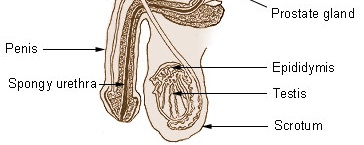 Prostate gland
Penis
Epididymis
Spongy urethra
Testis
Scrotum